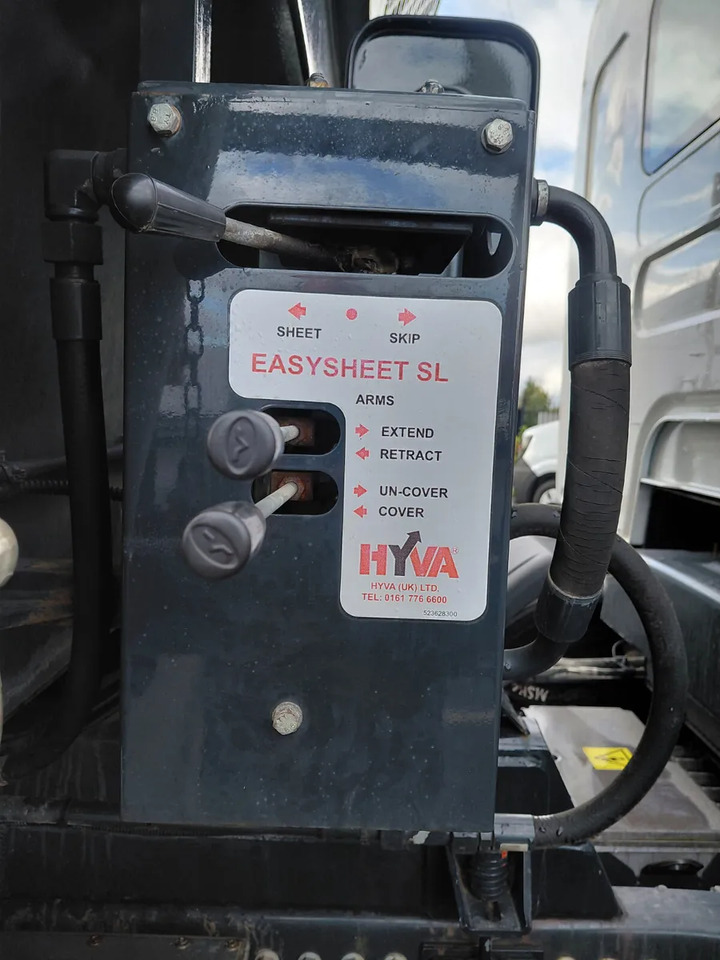 SHEET SKIP
EASYSHEET SL
ARMS
EXTEND
RETRACT
UN-COVER
COVER
HYVA®
HYVA (UK) LTD.
TEL: 0161 776 6600
523628300